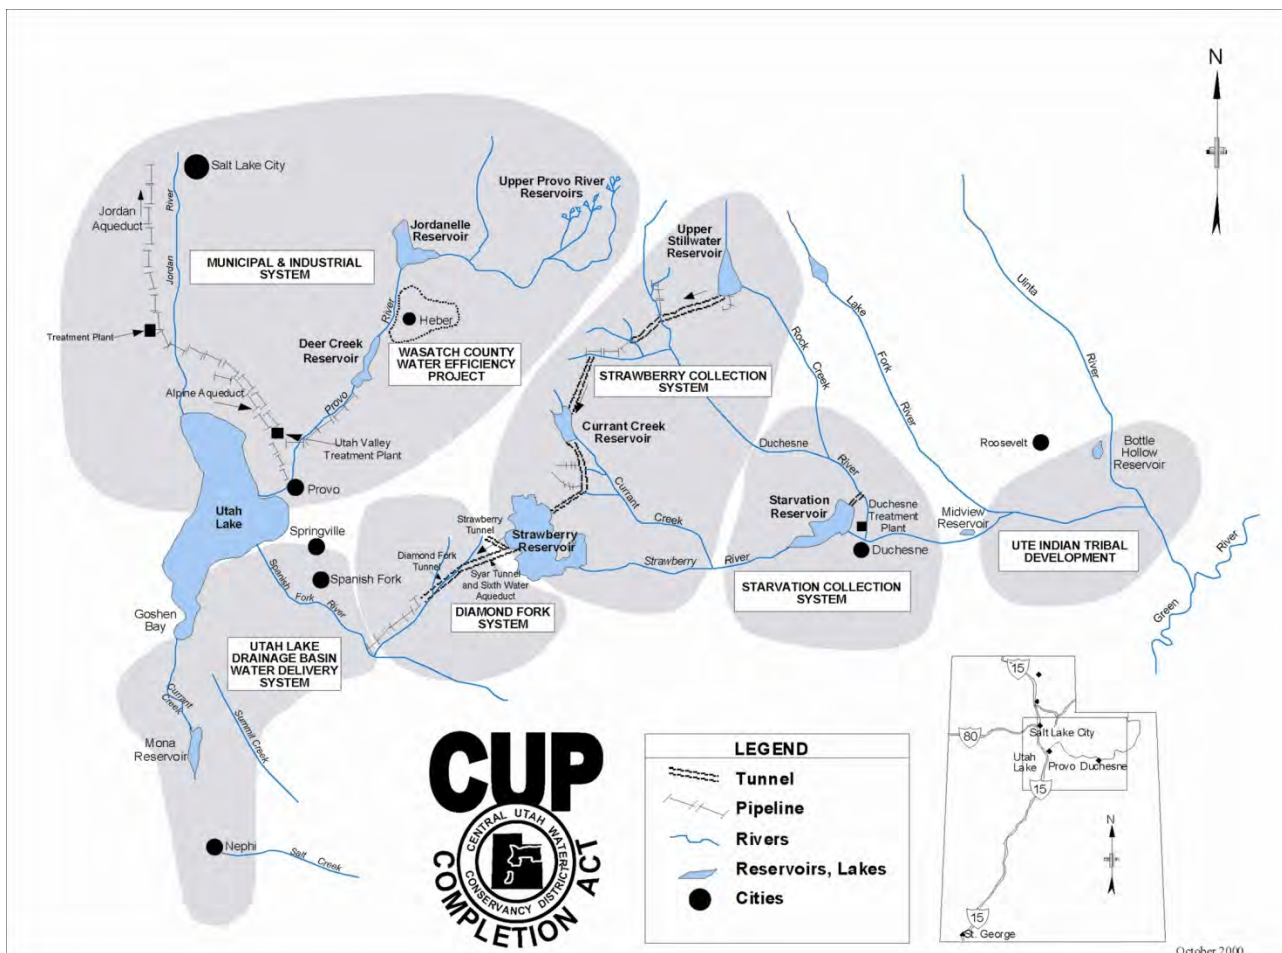 N
Salt Lake City
Jordan
Aqueduct
River
Jordan
MUNICIPAL & INDUSTRIAL
SYSTEM
Treatment Plant
Alpine Aqueduct
Utah Valley
Treatment Plant
Provo
Utah
Lake
Jordanelle
Reservoir
Upper Provo River
Reservoirs
River
Heber
Deer Creek
Reservoir
Provo
WASATCH COUNTY
WATER EFFICIENCY
PROJECT
Upper
Stillwater
Reservoir
STRAWBERRY COLLECTION
SYSTEM
Currant Creek
Reservoir
Rock
Creek
Lake
Fork
River
Uinta
River
Duchesne
River
Currant
Creek
Roosevelt
Bottle
Hollow
Reservoir
Starvation
Reservoir
Duchesne
Treatment
Plant
Duchesne
Midview
Reservoir
UTE INDIAN TRIBAL
DEVELOPMENT
River
Green
STARVATION COLLECTION
SYSTEM
Strawberry
River
Strawberry
Reservoir
Strawberry
Tunnel
Diamond Fork
Tunnel
Syar Tunnel
and Sixth Water
Aqueduct
DIAMOND FORK
SYSTEM
Springville
Spanish Fork
Spanish
Fork
River
Goshen
Bay
UTAH LAKE
DRAINAGE BASIN
WATER DELIVERY
SYSTEM
Currant
Creek
Summit Creek
Mona
Reservoir
Nephi
Salt Creek
CUP
CENTRAL UTAH WATER
CONSERVANCY DISTRICT
COMPLETION ACT
LEGEND
Tunnel
Pipeline
Rivers
Reservoirs, Lakes
Cities
15
80
Salt Lake City
Utah
Lake
Provo
Duchesne
15
N
15
St. George
October 2000